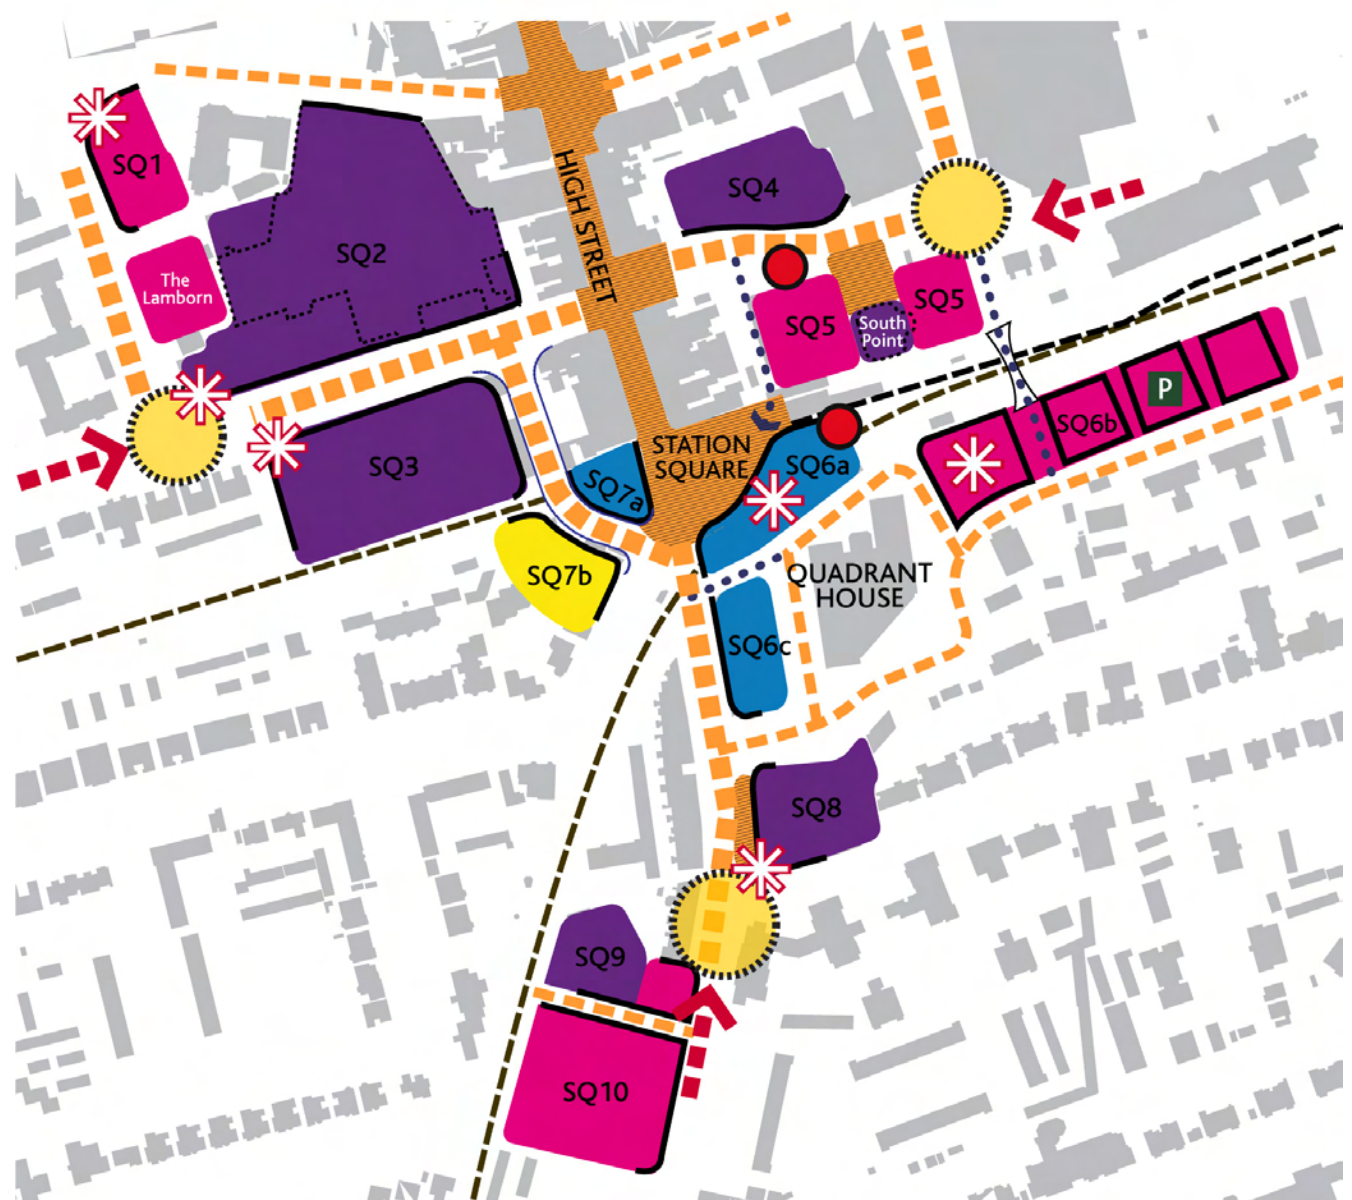 SQ1
HIGH STREET
SQ4
SQ2
The
Lamborn
SQ5
SQ5
South
Point
P
SQ6b
STATION
SQUARE
SQ6a
SQ3
SQ7a
SQ7b
QUADRANT
HOUSE
SQ6c
SQ8
SQ9
SQ10